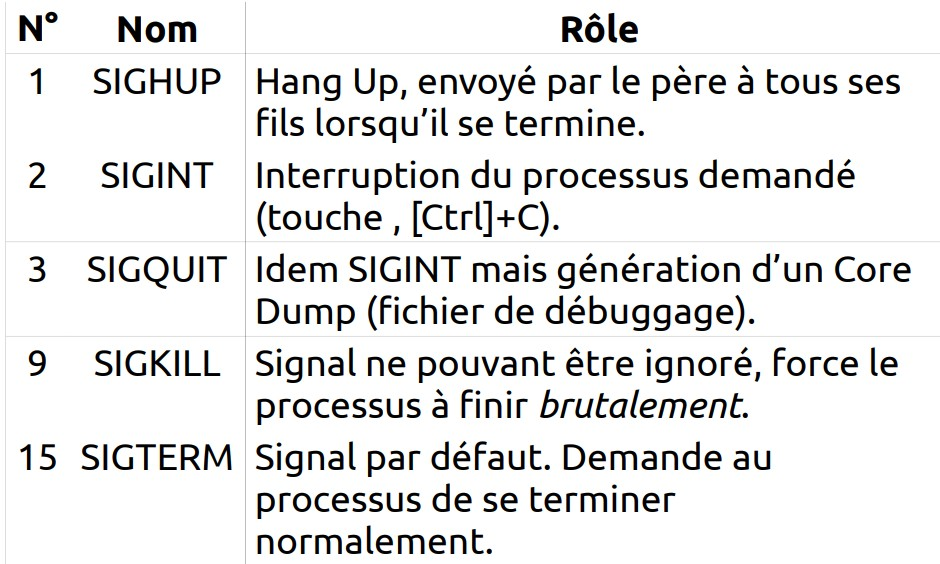 N° Nom Rôle
1 SIGHUP Hang Up, envoyé par le père à tous ses
fils lorsqu’il se termine.
2 SIGINT Interruption du processus demandé
(touche , [Ctrl]+C).
3 SIGQUIT Idem SIGINT mais génération d’un Core
Dump (fichier de débuggage).
9 SIGKILL Signal ne pouvant être ignoré, force le
processus à finir brutalement.
15 SIGTERM Signal par défaut. Demande au
processus de se terminer
normalement.